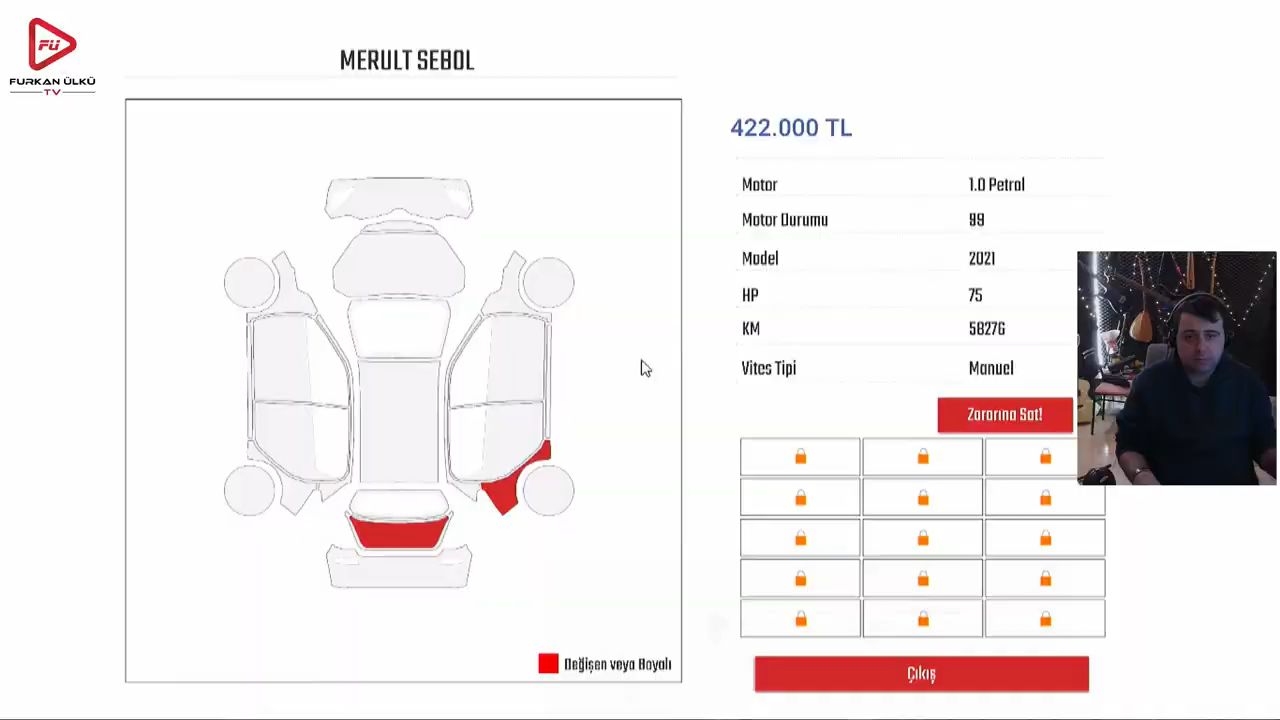 FU
FURKAN ÜLKÜ
TV
MERULT SEBOL
422.000 TL
Motor 1.0 Petrol
Motor Durumu 99
Model 2021
HP 75
KM 58276
Vites Tipi Manuel
Zararına Sat!
Değişen veya Boyalı
Çıkış